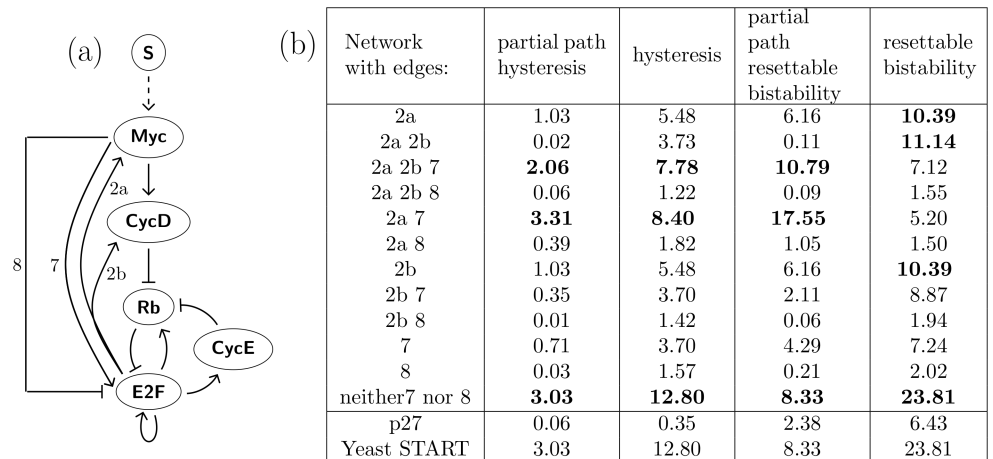 (a)
S
Myc
2a
CycD
8
7
2b
Rb
CycE
E2F
(b)
Network with edges: | partial path hysteresis | hysteresis | partial path resettable bistability | resettable bistability
2a 1.03 5.48 6.16 10.39
2a 2b 0.02 3.73 0.11 11.14
2a 2b 7 2.06 7.78 10.79 7.12
2a 2b 8 0.06 1.22 0.09 1.55
2a 7 3.31 8.40 17.55 5.20
2a 8 0.39 1.82 1.05 1.50
2b 1.03 5.48 6.16 10.39
2b 7 0.35 3.70 2.11 8.87
2b 8 0.01 1.42 0.06 1.94
7 0.71 3.70 4.29 7.24
8 0.03 1.57 0.21 2.02
neither7 nor 8 3.03 12.80 8.33 23.81
p27 0.06 0.35 2.38 6.43
Yeast START 3.03 12.80 8.33 23.81